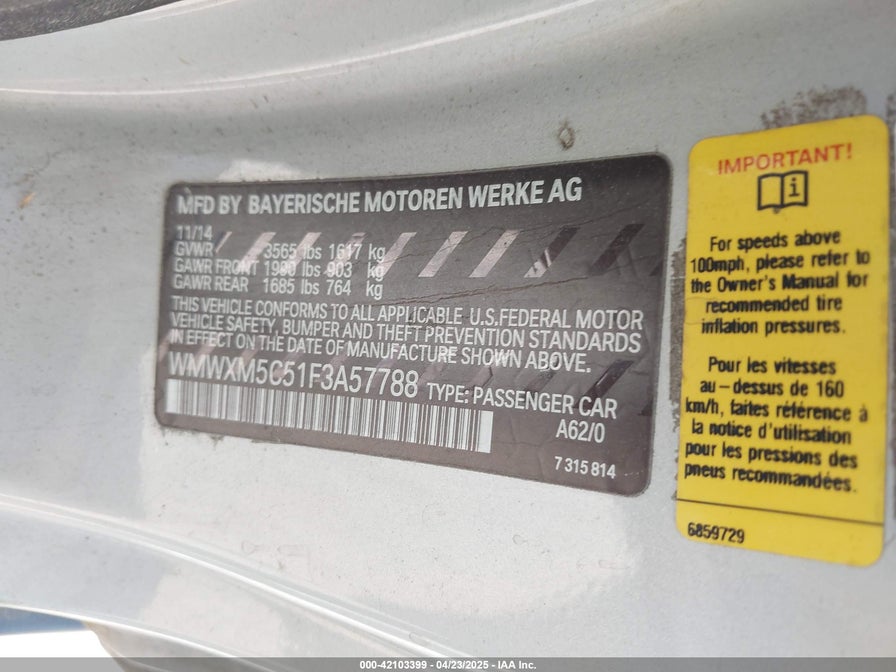 MFD BY BAYERISCHE MOTOREN WERKE AG
11/14
GVWR 3565 lbs 1617 kg
GAWR FRONT 1990 lbs 903 kg
GAWR REAR 1685 lbs 764 kg
THIS VEHICLE CONFORMS TO ALL APPLICABLE U.S.FEDERAL MOTOR
VEHICLE SAFETY, BUMPER AND THEFT PREVENTION STANDARDS
IN EFFECT ON THE DATE OF MANUFACTURE SHOWN ABOVE.
WMWXM5C51F3A57788 TYPE: PASSENGER CAR
A62/0
7 315 814
IMPORTANT!
For speeds above
100mph, please refer to
the Owner's Manual for
recommended tire
inflation pressures.
Pour les vitesses
au-dessus de 160
km/h, faites référence à
la notice d'utilisation
pour les pressions des
pneus recommandées.
6859729
000-42103399 - 04/23/2025 - IAA Inc.